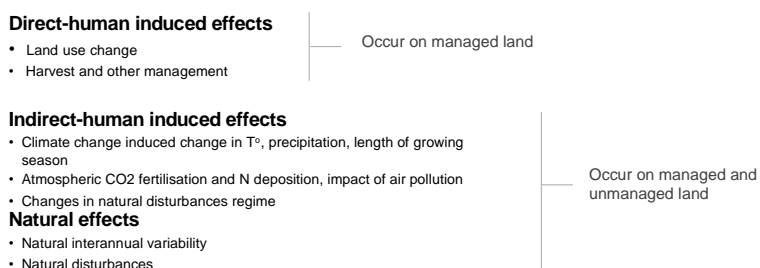 Direct-human induced effects
• Land use change
• Harvest and other management
Occur on managed land
Indirect-human induced effects
• Climate change induced change in Tº, precipitation, length of growing
season
• Atmospheric CO2 fertilisation and N deposition, impact of air pollution
• Changes in natural disturbances regime
Natural effects
• Natural interannual variability
• Natural disturbances
Occur on managed and
unmanaged land